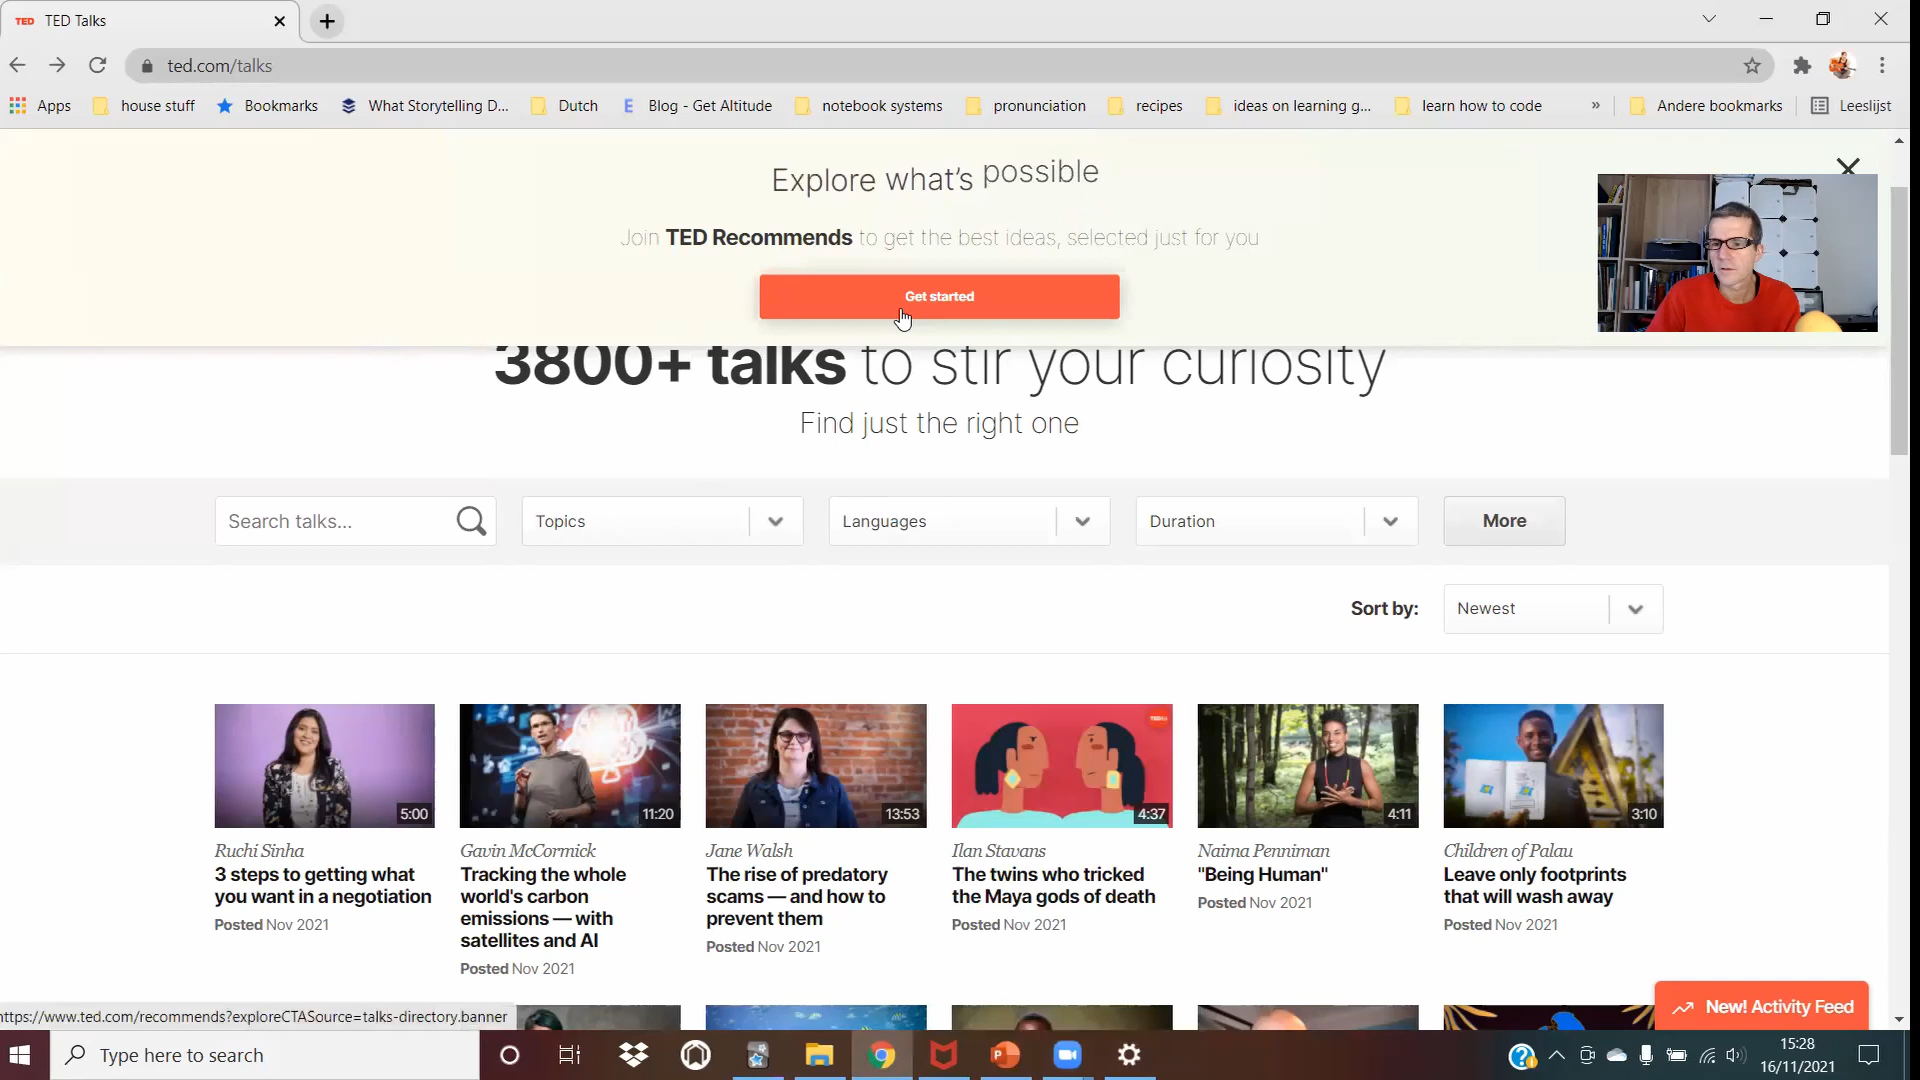 TED TED Talks
ted.com/talks
Apps house stuff Bookmarks What Storytelling D... Dutch E Blog - Get Altitude notebook systems pronunciation recipes ideas on learning g... learn how to code » Andere bookmarks Leeslijst
Explore what's possible
Join TED Recommends to get the best ideas, selected just for you
Get started
3800+ talks to stir your curiosity
Find just the right one
Search talks... Topics Languages Duration More
Sort by: Newest
5:00 11:20 13:53 4:37 4:11 3:10
Ruchi Sinha
3 steps to getting what
you want in a negotiation
Posted Nov 2021
Gavin McCormick
Tracking the whole
world's carbon
emissions — with
satellites and AI
Posted Nov 2021
Jane Walsh
The rise of predatory
scams — and how to
prevent them
Posted Nov 2021
Ilan Stavans
The twins who tricked
the Maya gods of death
Posted Nov 2021
Naima Penniman
"Being Human"
Posted Nov 2021
Children of Palau
Leave only footprints
that will wash away
Posted Nov 2021
New! Activity Feed
https://www.ted.com/recommends?exploreCTASource=talks-directory.banner
Type here to search
15:28
16/11/2021